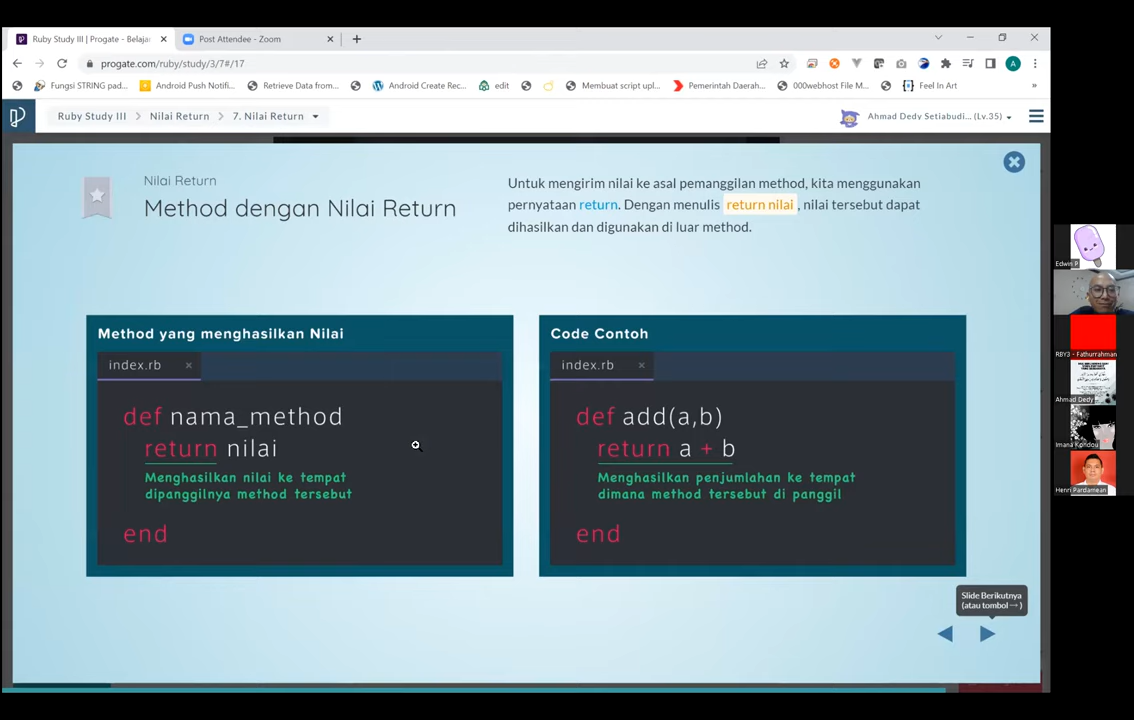 Ruby Study III | Progate - Belaja
Post Attendee - Zoom
progate.com/ruby/study/3/7#/17
A
Fungsi STRING pad...
Android Push Notifi...
Retrieve Data from...
Android Create Rec...
edit
Membuat script upl...
Pemerintah Daerah...
000webhost File M...
Feel In Art
»
Ruby Study III
Nilai Return
7. Nilai Return
Ahmad Dedy Setiabudi... (Lv.35)
Nilai Return
Method dengan Nilai Return
Untuk mengirim nilai ke asal pemanggilan method, kita menggunakan
pernyataan return. Dengan menulis return nilai, nilai tersebut dapat
dihasilkan dan digunakan di luar method.
Method yang menghasilkan Nilai
index.rb
def nama_method
return nilai
Menghasilkan nilai ke tempat
dipanggilnya method tersebut
end
Code Contoh
index.rb
def add(a,b)
return a + b
Menghasilkan penjumlahan ke tempat
dimana method tersebut di panggil
end
Slide Berikutnya
(atau tombol →)
Edwin P
RBY3 - Fathurrahman
Ahmad Dedy
Imana Kondou
Henri Pardamean